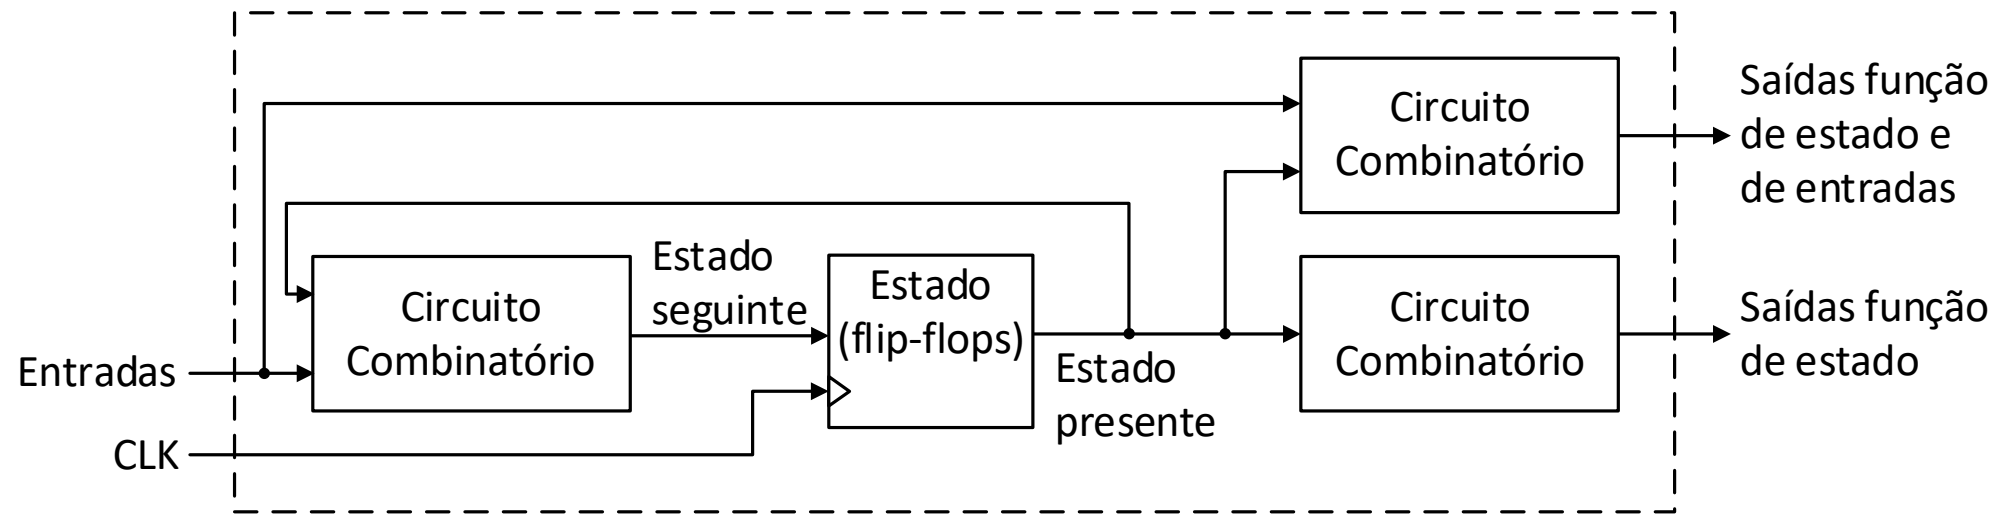 Circuito
Combinatório
Saídas função
de estado e
de entradas
Estado
seguinte
Estado
(flip-flops)
Circuito
Combinatório
Circuito
Combinatório
Saídas função
de estado
Entradas
Estado
presente
CLK